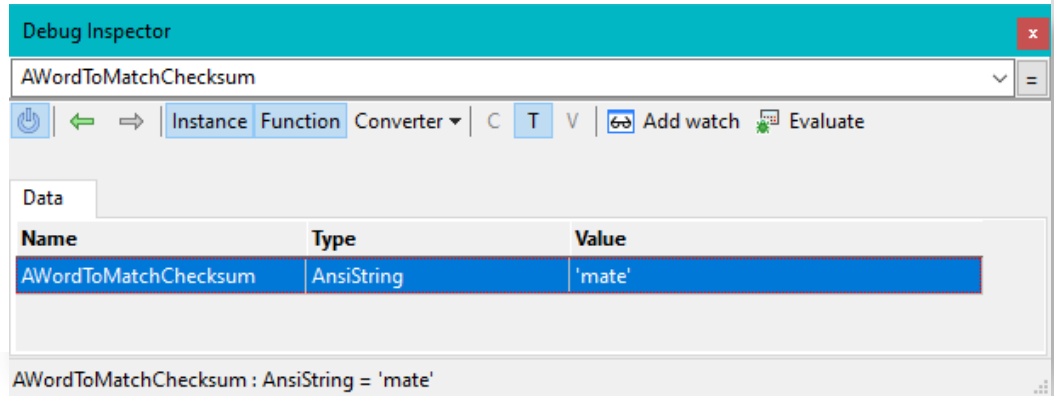 Debug Inspector x
AWordToMatchChecksum =
Instance Function Converter C T V Add watch Evaluate
Data
Name Type Value
AWordToMatchChecksum AnsiString 'mate'
AWordToMatchChecksum : AnsiString = 'mate'